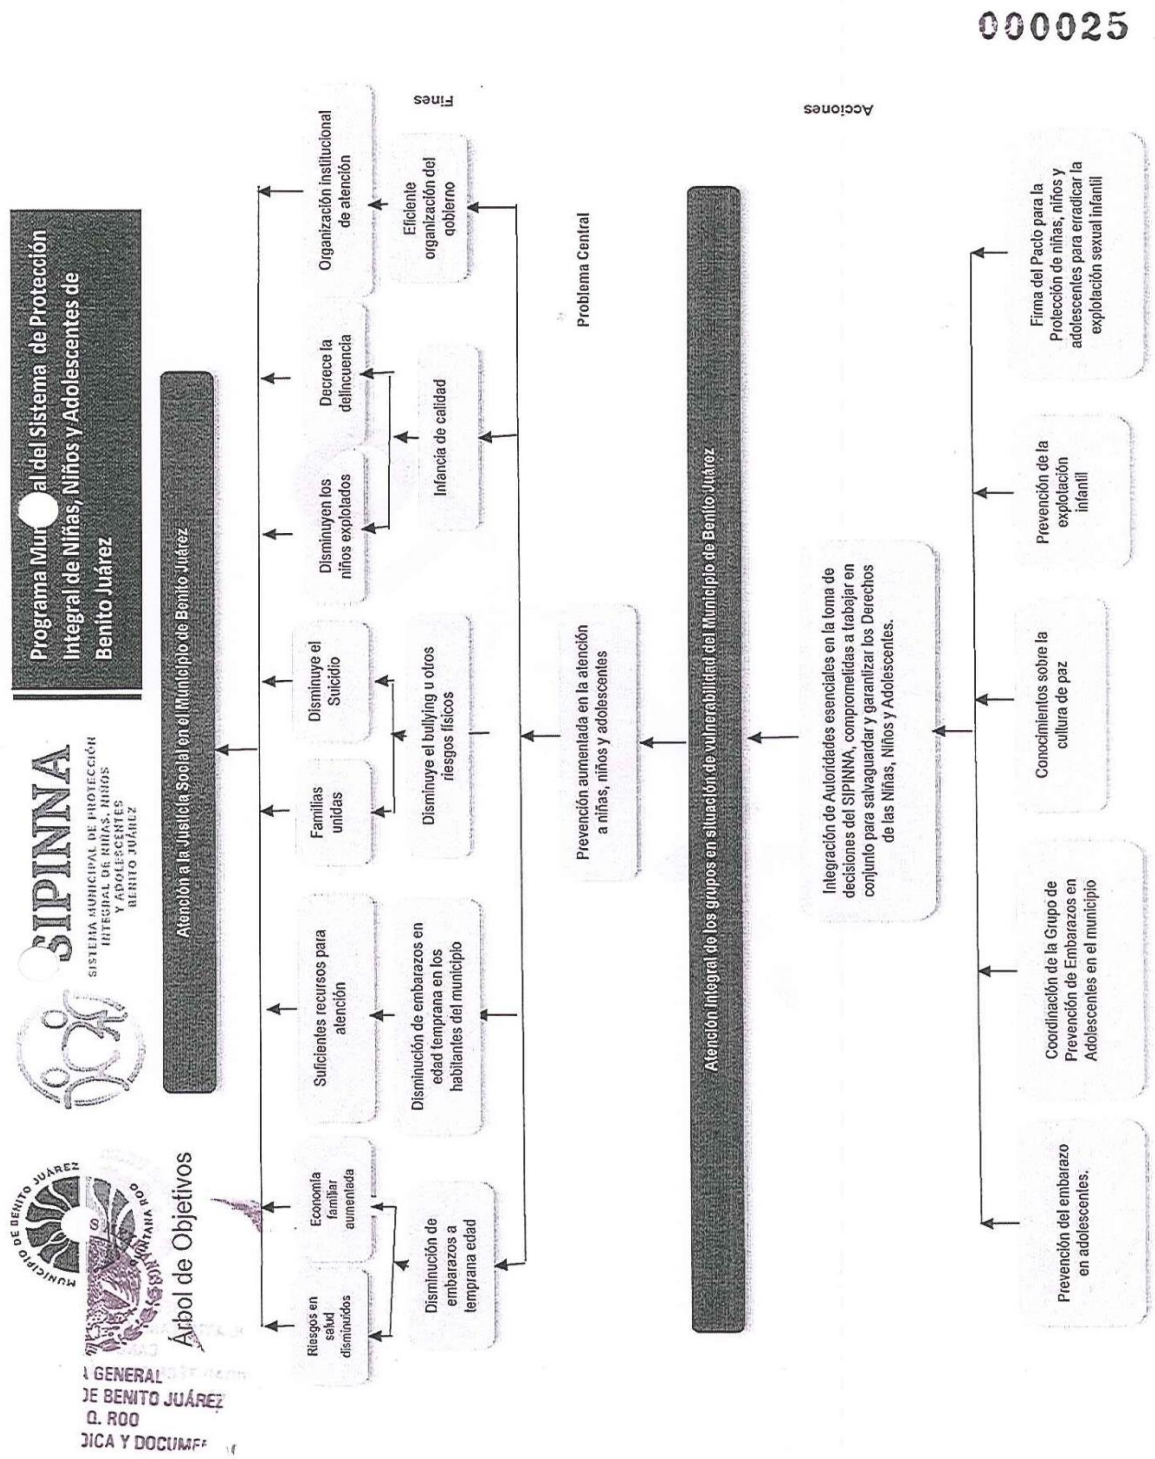 000025
MUNICIPIO DE BENITO JUÁREZ
SIPINNA
SISTEMA MUNICIPAL DE PROTECCIÓN
INTEGRAL DE NIÑAS, NIÑOS
Y ADOLESCENTES
BENITO JUÁREZ
al del Sistema de Protección
Programa
Integral de Niñas, Niños y Adolescentes de
Benito Juárez
GENERAL
DE BENITO JUÁREZ
Q. ROO
Y
Árbol de Objetivos
Atención a la Justicia Social en el Municipio de Benito Juárez
Riesgos en
salud
disminuidos
Economía
familiar
aumentada
Suficientes recursos para
atención
Familias
unidas
Disminuye el
Suicidio
Disminuyen los
niños explotados
Decrece la
delincuencia
Organización institucional
de atención
Fines
Disminución de
embarazos a
temprana edad
Disminución de embarazos en
edad temprana en los
habitantes del municipio
Disminuye el bullying u otros
riesgos físicos
Infancia de calidad
Eficiente
organización del
gobierno
Prevención aumentada en la atención
a niñas, niños y adolescentes
Problema Central
Atención integral de los grupos en situación de vulnerabilidad del Municipio de Benito Juárez
Integración de Autoridades esenciales en la toma de
decisiones del SIPINNA, comprometidas a trabajar en
conjunto para salvaguardar y garantizar los Derechos
de las Niñas, Niños y Adolescentes.
Acciones
Prevención del embarazo
en adolescentes.
Coordinación de la Grupo de
Prevención de Embarazos en
Adolescentes en el municipio
Conocimientos sobre la
cultura de paz
Prevención de la
explotación
infantil
Firma del Pacto para la
Protección de niñas, niños y
adolescentes para erradicar la
explotación sexual infantil